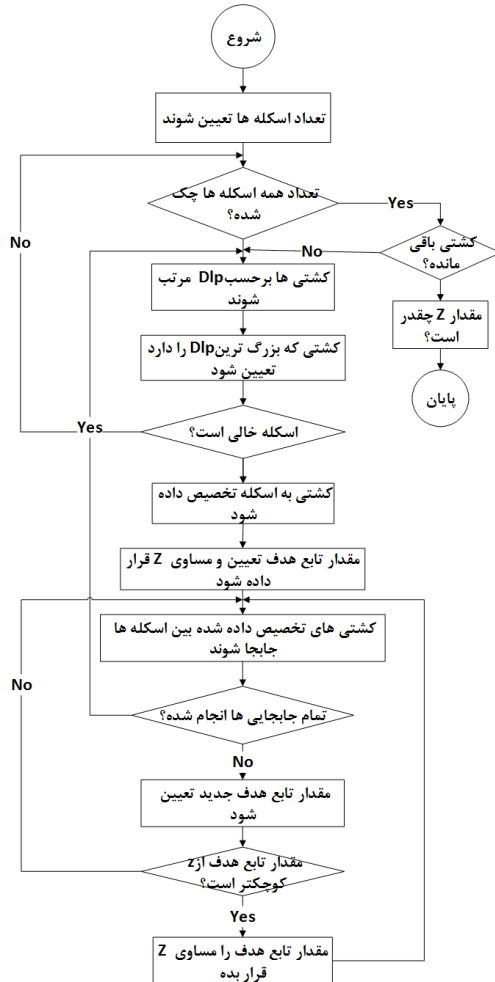 شروع
تعداد اسکله ها تعیین شوند
تعداد همه اسکله ها چک
شده؟
Yes
No
کشتی باقی
مانده؟
No
کشتی ها برحسبDlp مرتب
شوند
مقدار Z چقدر
است؟
کشتی که بزرگ ترینDlp را دارد
تعیین شود
پایان
اسکله خالی است؟
Yes
کشتی به اسکله تخصیص داده
شود
مقدار تابع هدف تعیین و مساوی Z قرار
داده شود
کشتی های تخصیص داده شده بین اسکله ها
جابجا شوند
No
تمام جابجایی ها انجام شده؟
No
مقدار تابع هدف جدید تعیین
شود
مقدار تابع هدف ازz
کوچکتر است؟
Yes
مقدار تابع هدف را مساوی Z
قرار بده